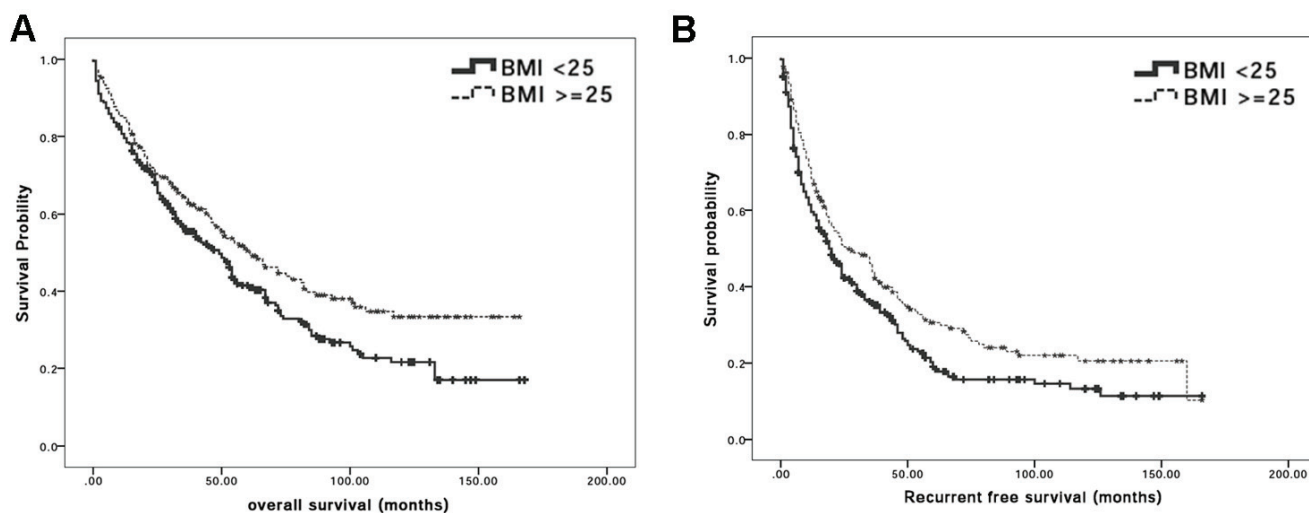 A
BMI <25
BMI >=25
Survival Probility
1.0
0.8
0.6
0.4
0.2
0.0
.00 50.00 100.00 150.00 200.00
overall survival (months)
B
BMI <25
BMI >=25
Survival probability
1.0
0.8
0.6
0.4
0.2
0.0
.00 50.00 100.00 150.00 200.00
Recurrent free survival (months)